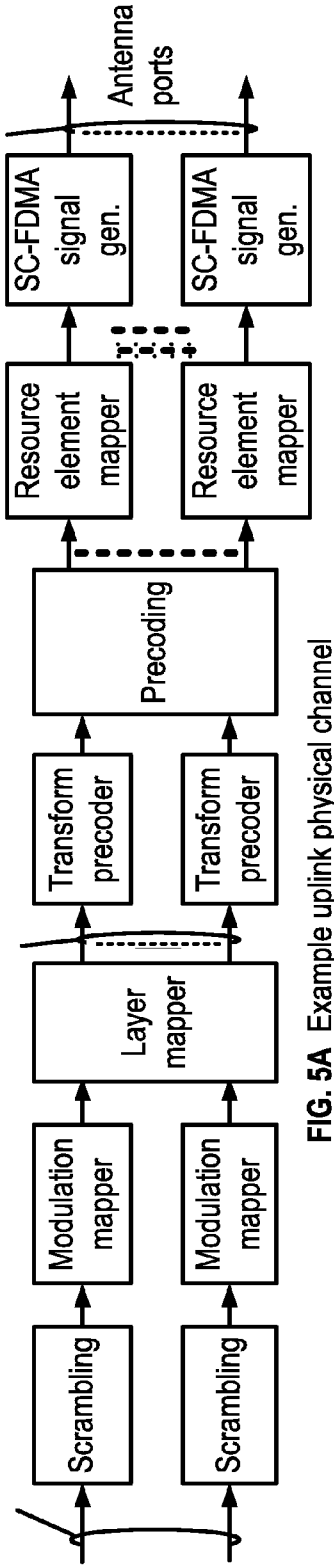 Scrambling
Modulation
mapper
Layer
mapper
Transform
precoder
Precoding
Resource
element
mapper
SC-FDMA
signal
gen.
Antenna
ports
Scrambling
Modulation
mapper
Transform
precoder
Resource
element
mapper
SC-FDMA
signal
gen.
FIG. 5A Example uplink physical channel